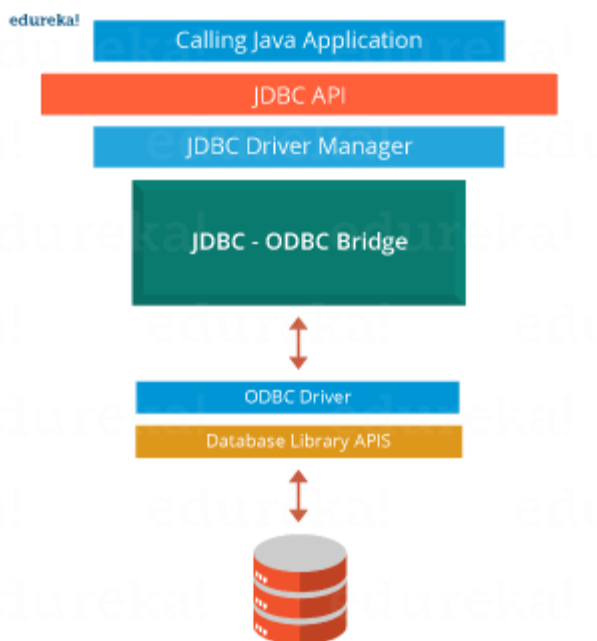 edureka!
Calling Java Application
JDBC API
JDBC Driver Manager
JDBC - ODBC Bridge
ODBC Driver
Database Library APIS